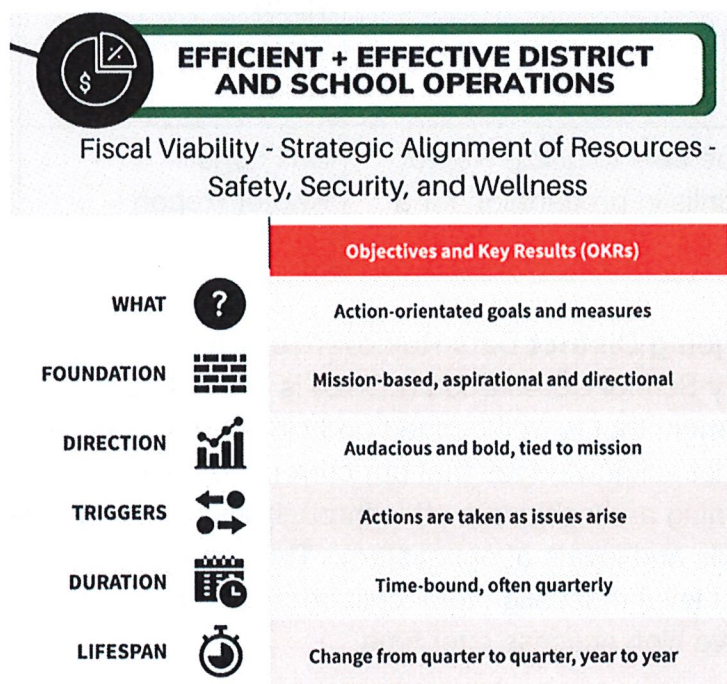 EFFICIENT + EFFECTIVE DISTRICT
AND SCHOOL OPERATIONS
Fiscal Viability - Strategic Alignment of Resources -
Safety, Security, and Wellness
Objectives and Key Results (OKRs)
WHAT ? Action-orientated goals and measures
FOUNDATION Mission-based, aspirational and directional
DIRECTION Audacious and bold, tied to mission
TRIGGERS Actions are taken as issues arise
DURATION Time-bound, often quarterly
LIFESPAN Change from quarter to quarter, year to year